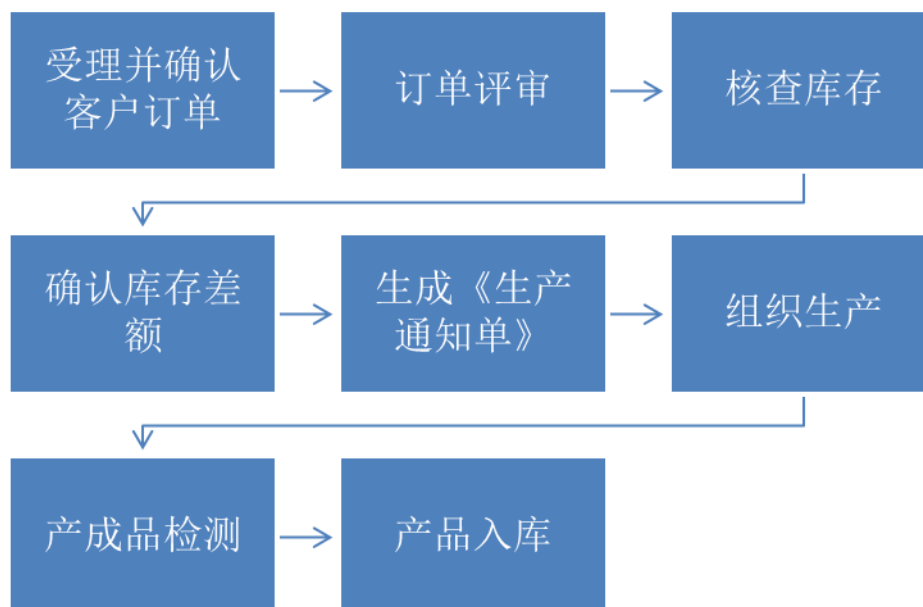 受理并确认
客户订单
订单评审
核查库存
确认库存差
额
生成《生产
通知单》
组织生产
产成品检测
产品入库